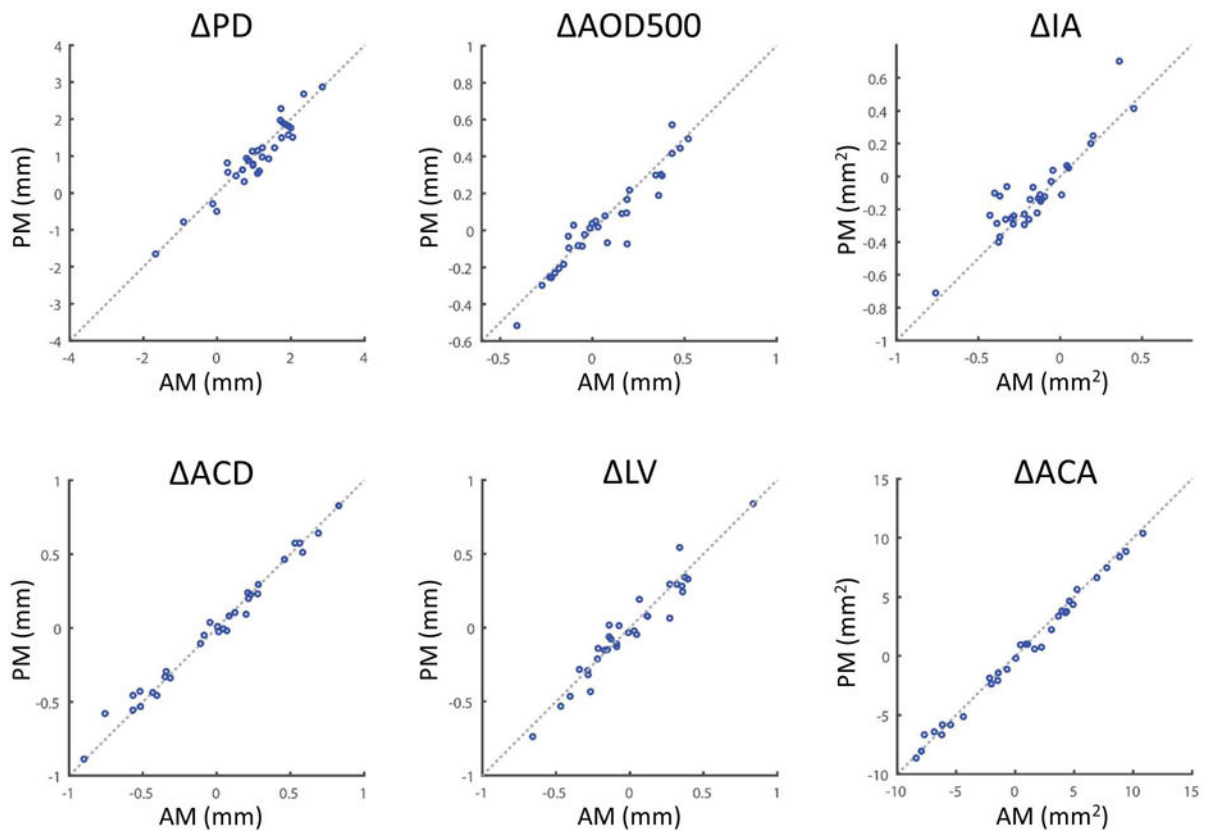 ΔPD
4
3
2
1
0
-1
-2
-3
-4
PM (mm)
-4 -2 0 2 4
AM (mm)
ΔAOD500
1
0.8
0.6
0.4
0.2
0
-0.2
-0.4
-0.6
PM (mm)
-0.5 0 0.5 1
AM (mm)
ΔIA
0.6
0.4
0.2
0
-0.2
-0.4
-0.6
-0.8
-1
PM (mm²)
-1 -0.5 0 0.5
AM (mm²)
ΔACD
1
0.5
0
-0.5
-1
PM (mm)
-1 -0.5 0 0.5 1
AM (mm)
ΔLV
1
0.5
0
-0.5
-1
PM (mm)
-1 -0.5 0 0.5 1
AM (mm)
ΔACA
15
10
5
0
-5
-10
PM (mm²)
-10 -5 0 5 10 15
AM (mm²)